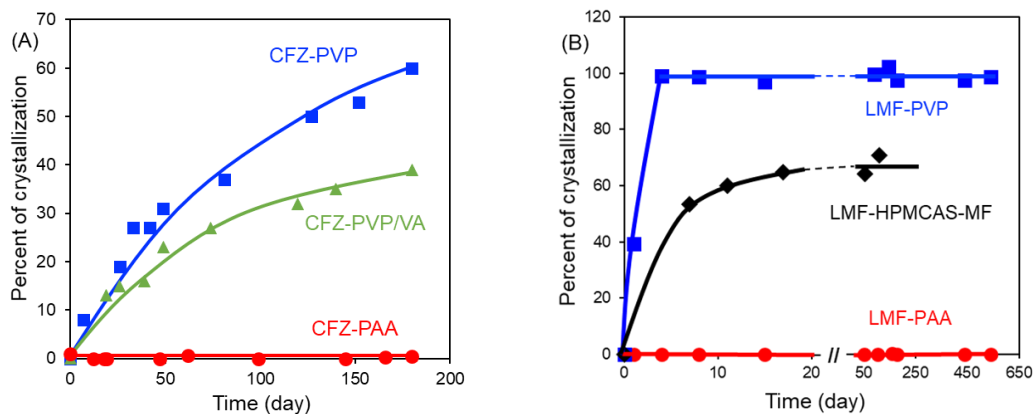 (A)
Percent of crystallization
70
60
50
40
30
20
10
0
CFZ-PVP
CFZ-PVP/VA
CFZ-PAA
0 50 100 150 200
Time (day)
(B)
Percent of crystallization
120
100
80
60
40
20
0
LMF-PVP
LMF-HPMCAS-MF
LMF-PAA
0 10 20 // 50 250 450 650
Time (day)